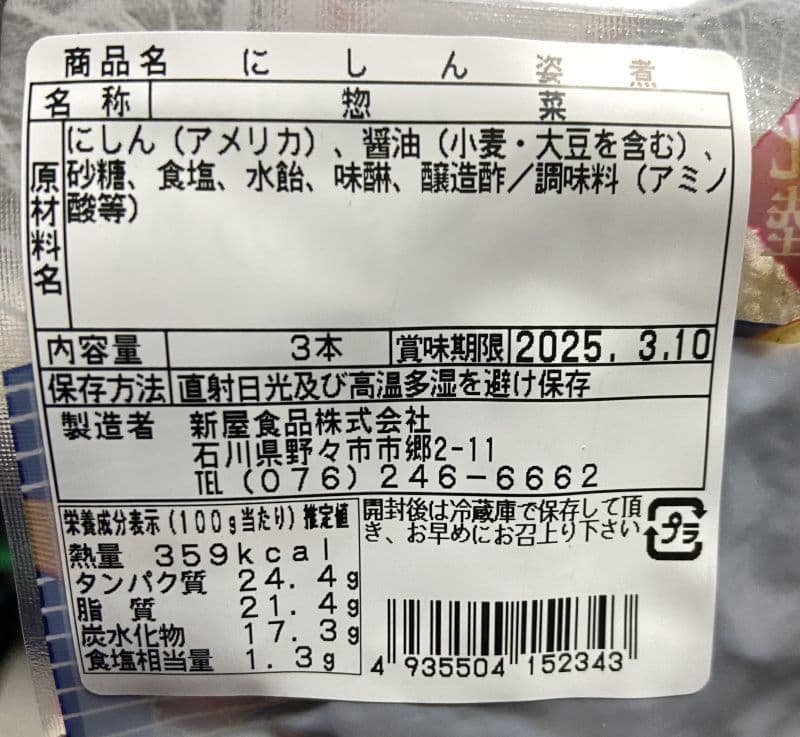 商品名 にしん姿煮
名称 惣菜
原材料名 にしん（アメリカ）、醤油（小麦・大豆を含む）、
砂糖、食塩、水飴、味醂、醸造酢／調味料（アミノ
酸等）
内容量 3本 賞味期限 2025. 3.10
保存方法 直射日光及び高温多湿を避け保存
製造者 新屋食品株式会社
石川県野々市市郷2-11
TEL（076）246-6662
栄養成分表示（100g当たり）推定値
熱量 359kcal
タンパク質 24.4g
脂質 21.4g
炭水化物 17.3g
食塩相当量 1.3g
開封後は冷蔵庫で保存して頂
き、お早めにお召上り下さい
プラ
4 935504 152343